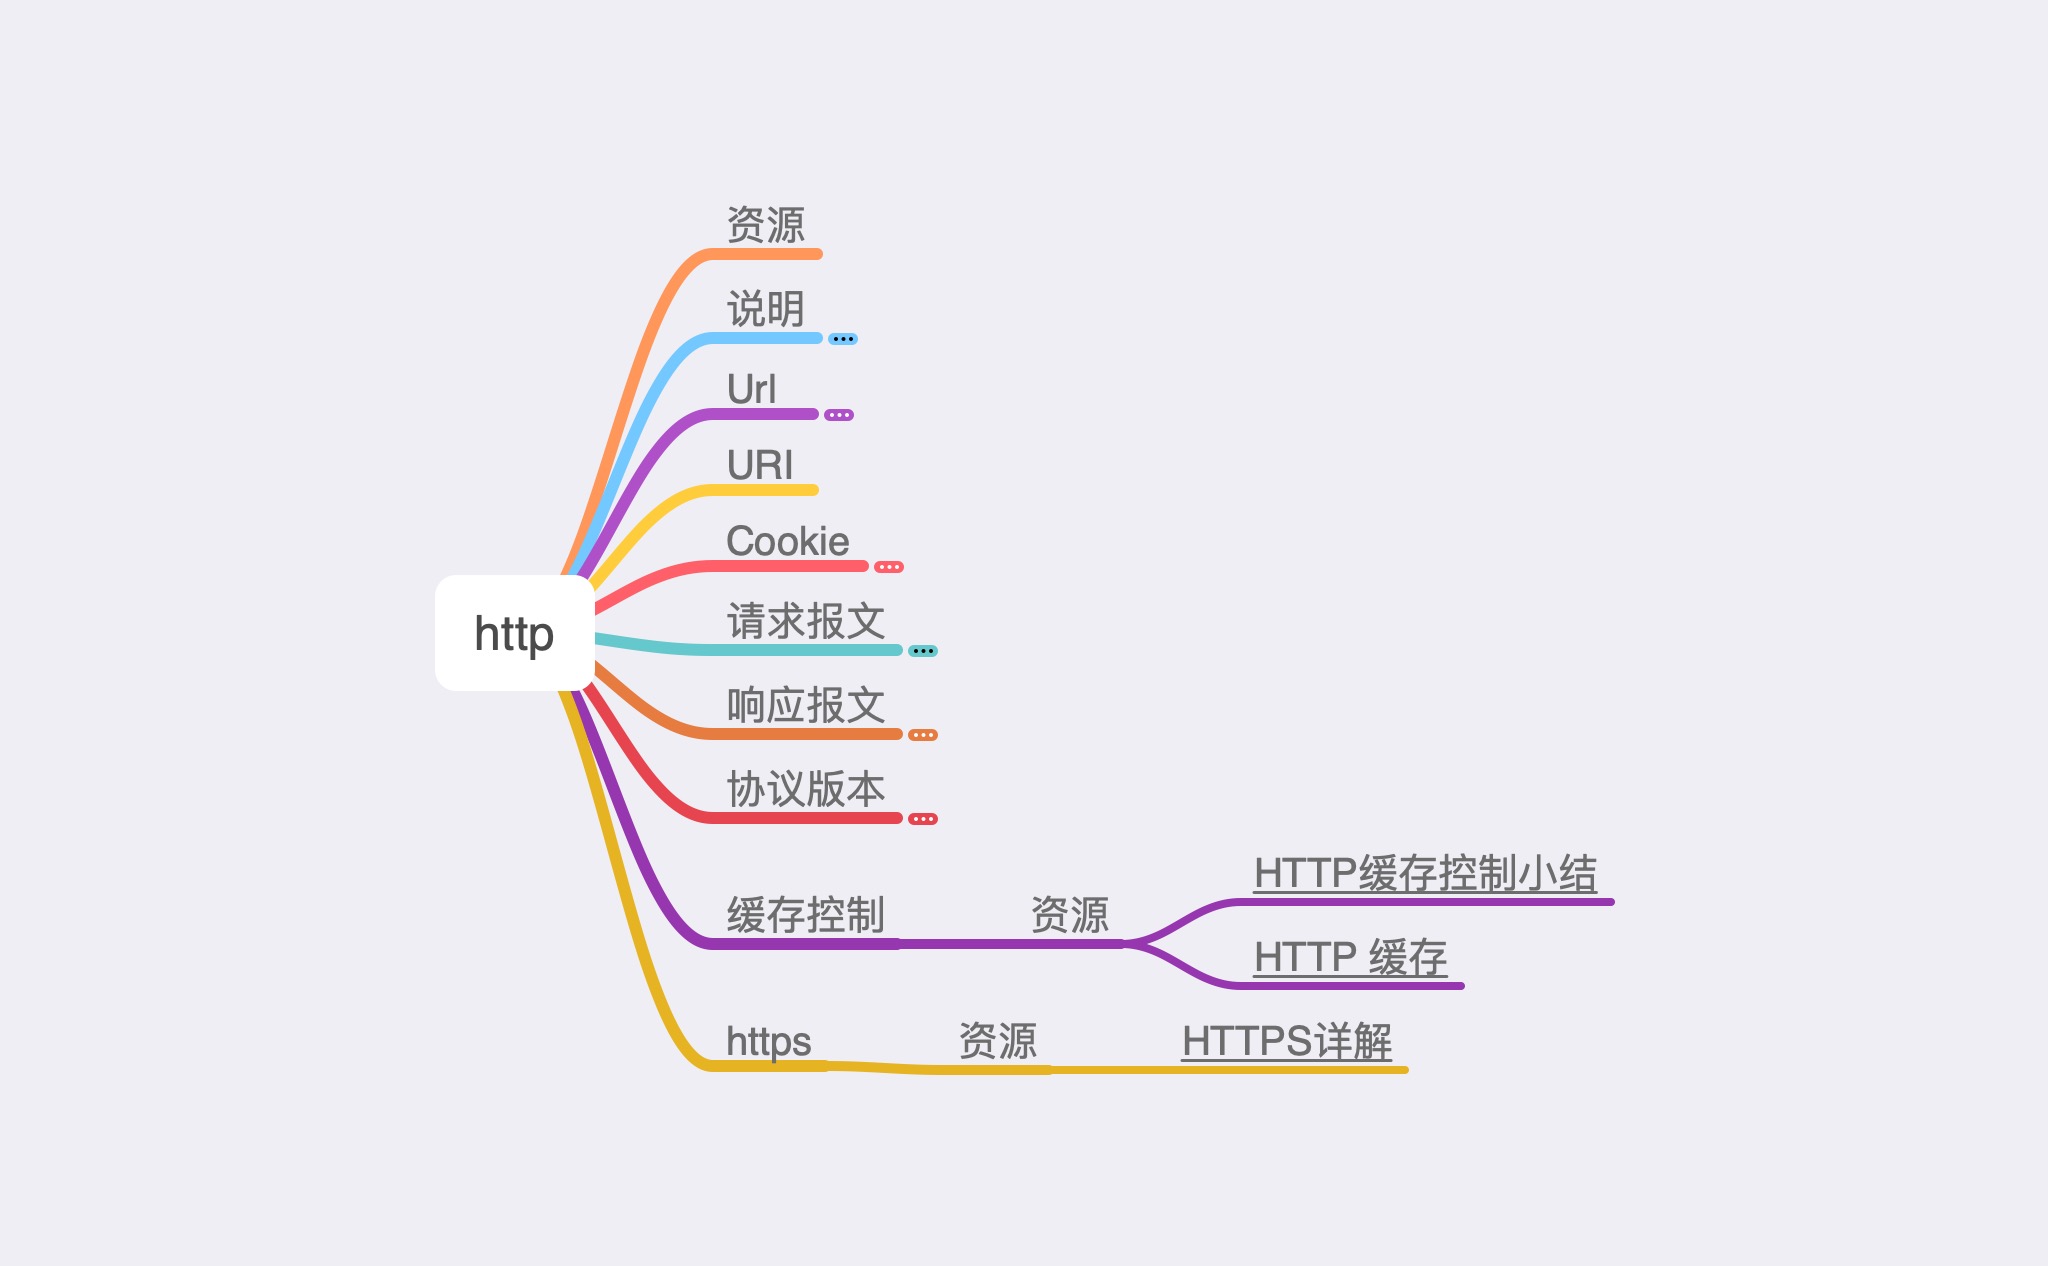 资源
说明
Url
URI
Cookie
请求报文
http
响应报文
协议版本
缓存控制
资源
HTTP缓存控制小结
HTTP 缓存
https
资源
HTTPS详解